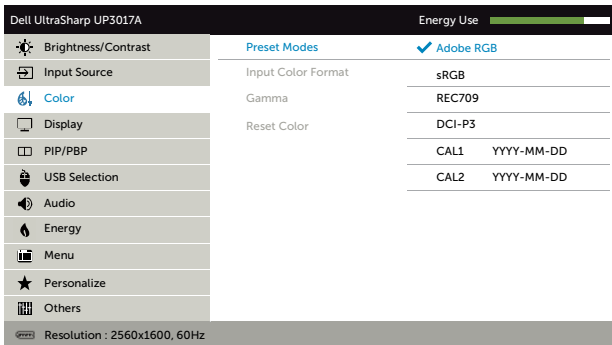 Dell UltraSharp UP3017A Energy Use
Brightness/Contrast Preset Modes Adobe RGB
Input Source Input Color Format sRGB
Color Gamma REC709
Display Reset Color DCI-P3
PIP/PBP CAL1 YYYY-MM-DD
USB Selection CAL2 YYYY-MM-DD
Audio
Energy
Menu
Personalize
Others
Resolution : 2560x1600, 60Hz